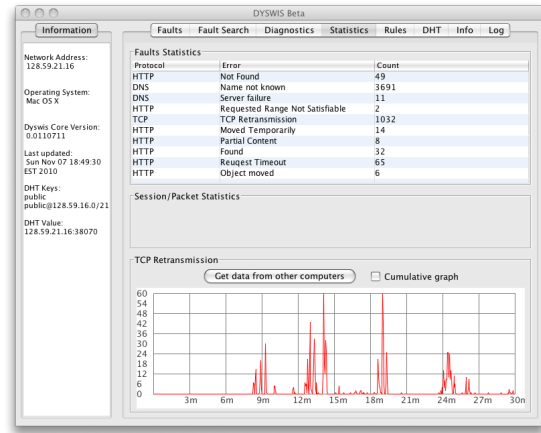 DYSWIS Beta
Information
Faults Fault Search Diagnostics Statistics Rules DHT Info Log
Network Address:
128.59.21.16
Operating System:
Mac OS X
Dyswis Core Version:
0.0110711
Last updated:
Sun Nov 07 18:49:30
EST 2010
DHT Keys:
public
public@128.59.16.0/21
DHT Value:
128.59.21.16:38070
Faults Statistics
Protocol Error Count
HTTP Not Found 49
DNS Name not known 3691
DNS Server failure 11
HTTP Requested Range Not Satisfiable 2
TCP TCP Retransmission 1032
HTTP Moved Temporarily 14
HTTP Partial Content 8
HTTP Found 32
HTTP Reuqest Timeout 65
HTTP Object moved 6
Session/Packet Statistics
TCP Retransmission
Get data from other computers Cumulative graph
60
54
48
42
36
30
24
18
12
6
0
3m 6m 9m 12m 15m 18m 21m 24m 27m 30m